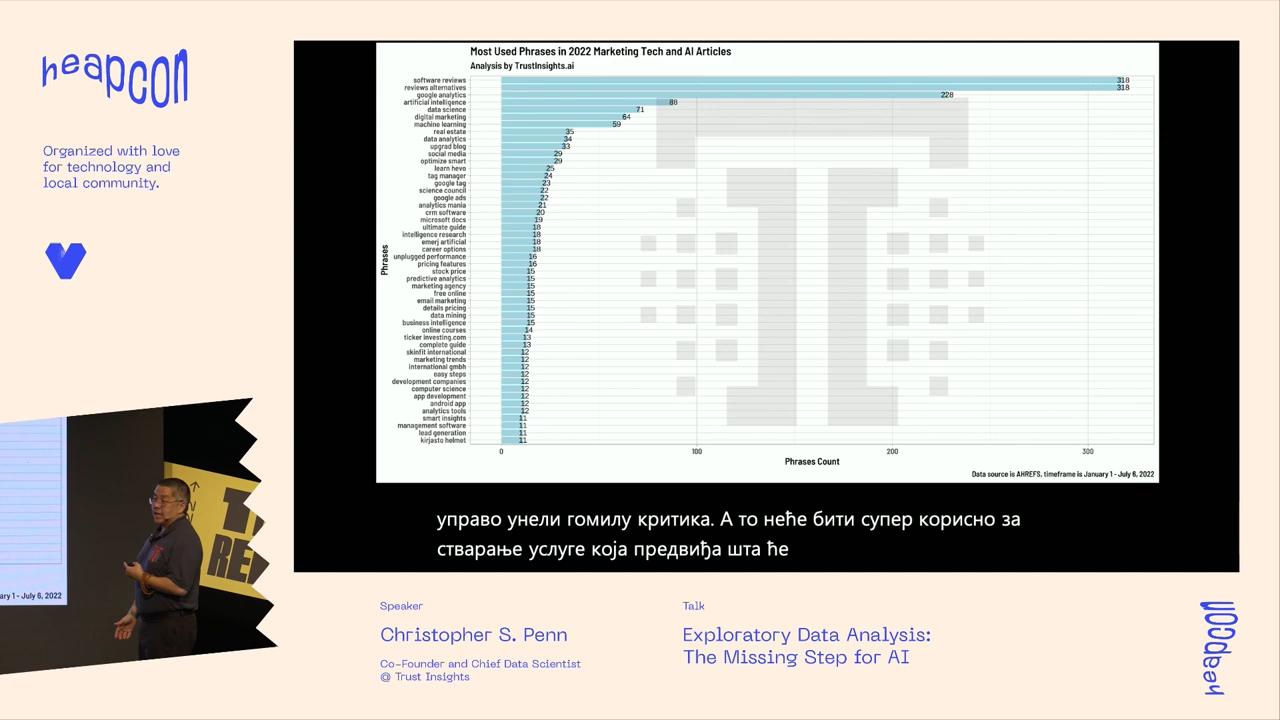 heapcon
Organized with love
for technology and
local community.
Most Used Phrases in 2022 Marketing Tech and AI Articles
Analysis by TrustInsights.ai
Phrases
software reviews 318
reviews alternatives 318
google analytics 228
artificial intelligence 88
data science 71
digital marketing 64
machine learning 59
real estate 35
data analytics 34
upgrad blog 33
social media 29
optimize smart 29
learn hevo 25
tag manager 24
google tag 23
science council 22
google ads 22
analytics mania 21
crm software 20
microsoft docs 19
ultimate guide 18
intelligence research 18
emerj artificial 18
career options 18
unplugged performance 16
pricing features 16
stock price 15
predictive analytics 15
marketing agency 15
free online 15
email marketing 15
details pricing 15
data mining 15
business intelligence 15
online courses 14
ticker investing.com 13
complete guide 13
skinfit international 12
marketing trends 12
international gmbh 12
easy steps 12
development companies 12
computer science 12
app development 12
android app 12
analytics tools 12
smart insights 11
management software 11
lead generation 11
kirjasto helmet 11
0 100 200 300
Phrases Count
Data source is AHREFS, timeframe is January 1 - July 6, 2022
управо унели гомилу критика. А то неће бити супер корисно за
стварање услуге која предвиђа шта ће
ary 1 - July 6, 2022
Speaker
Christopher S. Penn
Co-Founder and Chief Data Scientist
@ Trust Insights
Talk
Exploratory Data Analysis:
The Missing Step for AI
heapcon